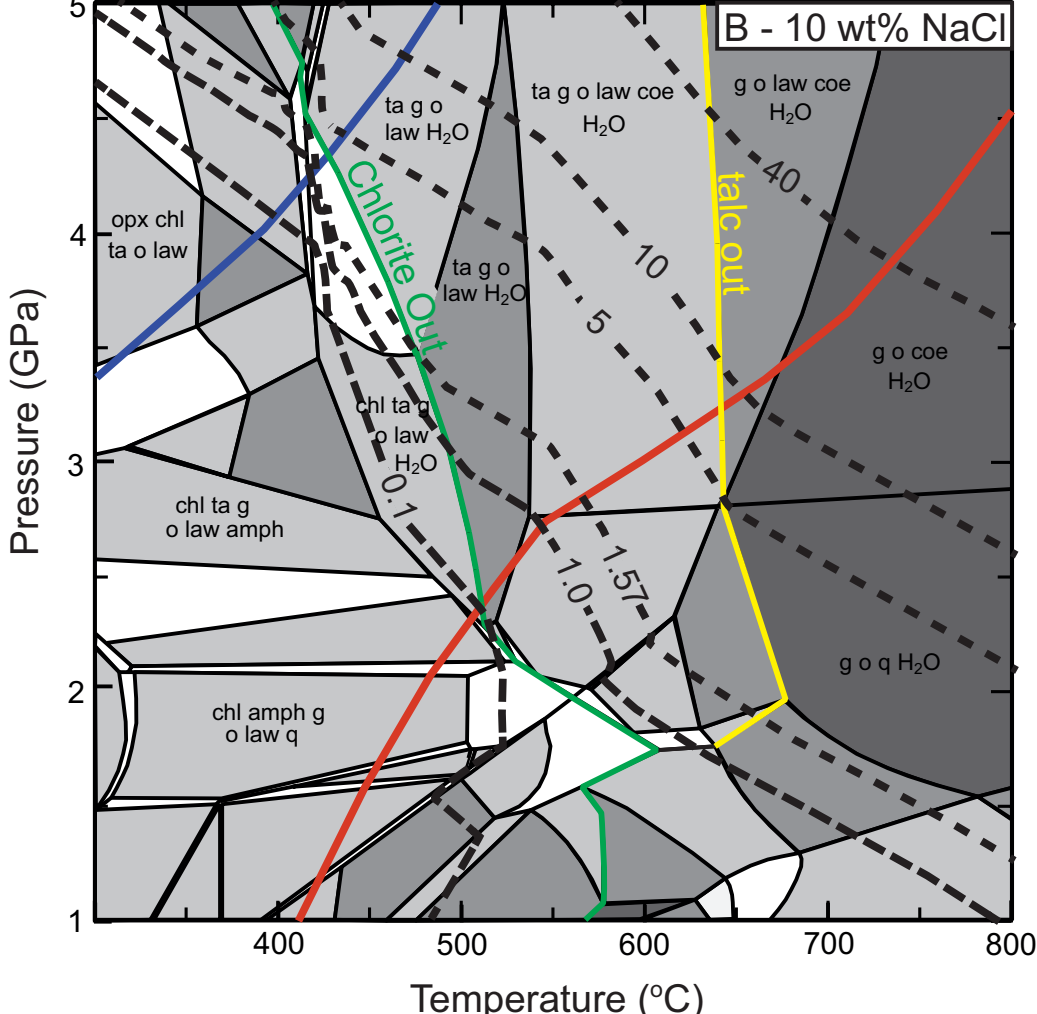 B - 10 wt% NaCl
5
4
3
2
1
Pressure (GPa)
400
500
600
700
800
Temperature (ºC)
ta g o
law H₂O
ta g o law coe
H₂O
g o law coe
H₂O
40
Chlorite Out
talc out
opx chl
ta o law
10
ta g o
law H₂O
5
g o coe
H₂O
chl ta g
o law
H₂O
0.1
chl ta g
o law amph
1.57
1.0
g o q H₂O
chl amph g
o law q